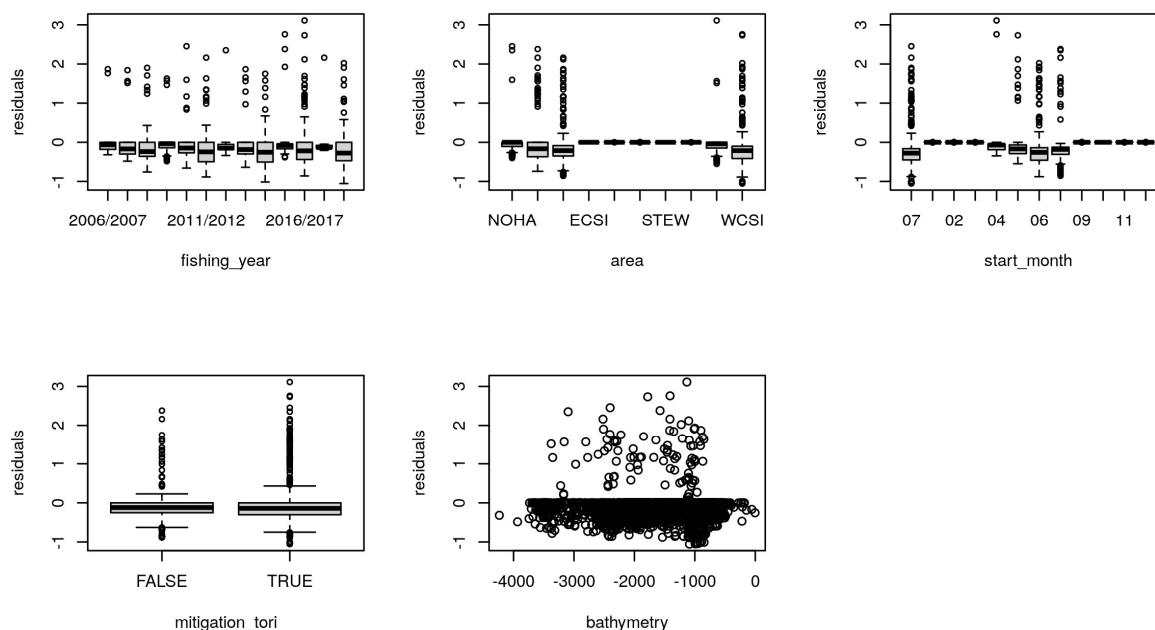 residuals
3
2
1
0
-1
2006/2007 2011/2012 2016/2017
fishing_year
residuals
3
2
1
0
-1
NOHA ECSI STEW WCSI
area
residuals
3
2
1
0
-1
07 02 04 06 09 11
start_month
residuals
3
2
1
0
-1
FALSE TRUE
mitigation_tori
residuals
3
2
1
0
-1
-4000 -3000 -2000 -1000 0
bathymetry